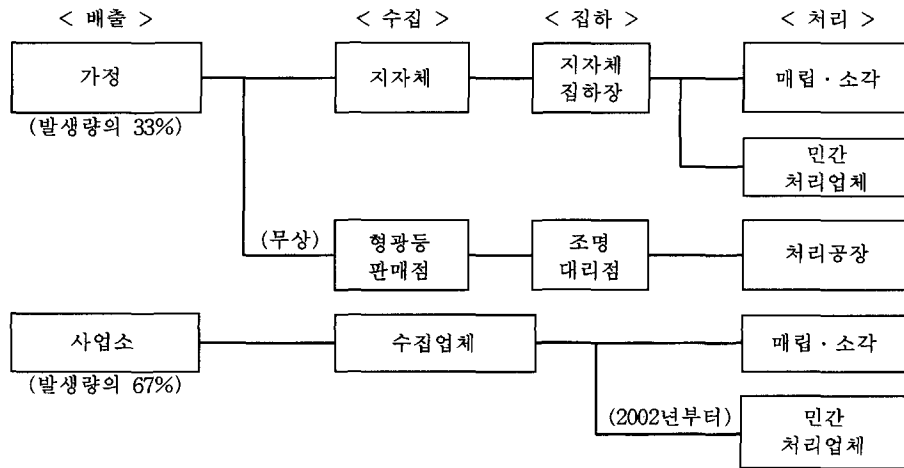 < 배출 > < 수집 > < 집하 > < 처리 >
가정
(발생량의 33%)
지자체
지자체
집하장
매립 · 소각
민간
처리업체
(무상)
형광등
판매점
조명
대리점
처리공장
사업소
(발생량의 67%)
수집업체
매립 · 소각
(2002년부터)
민간
처리업체